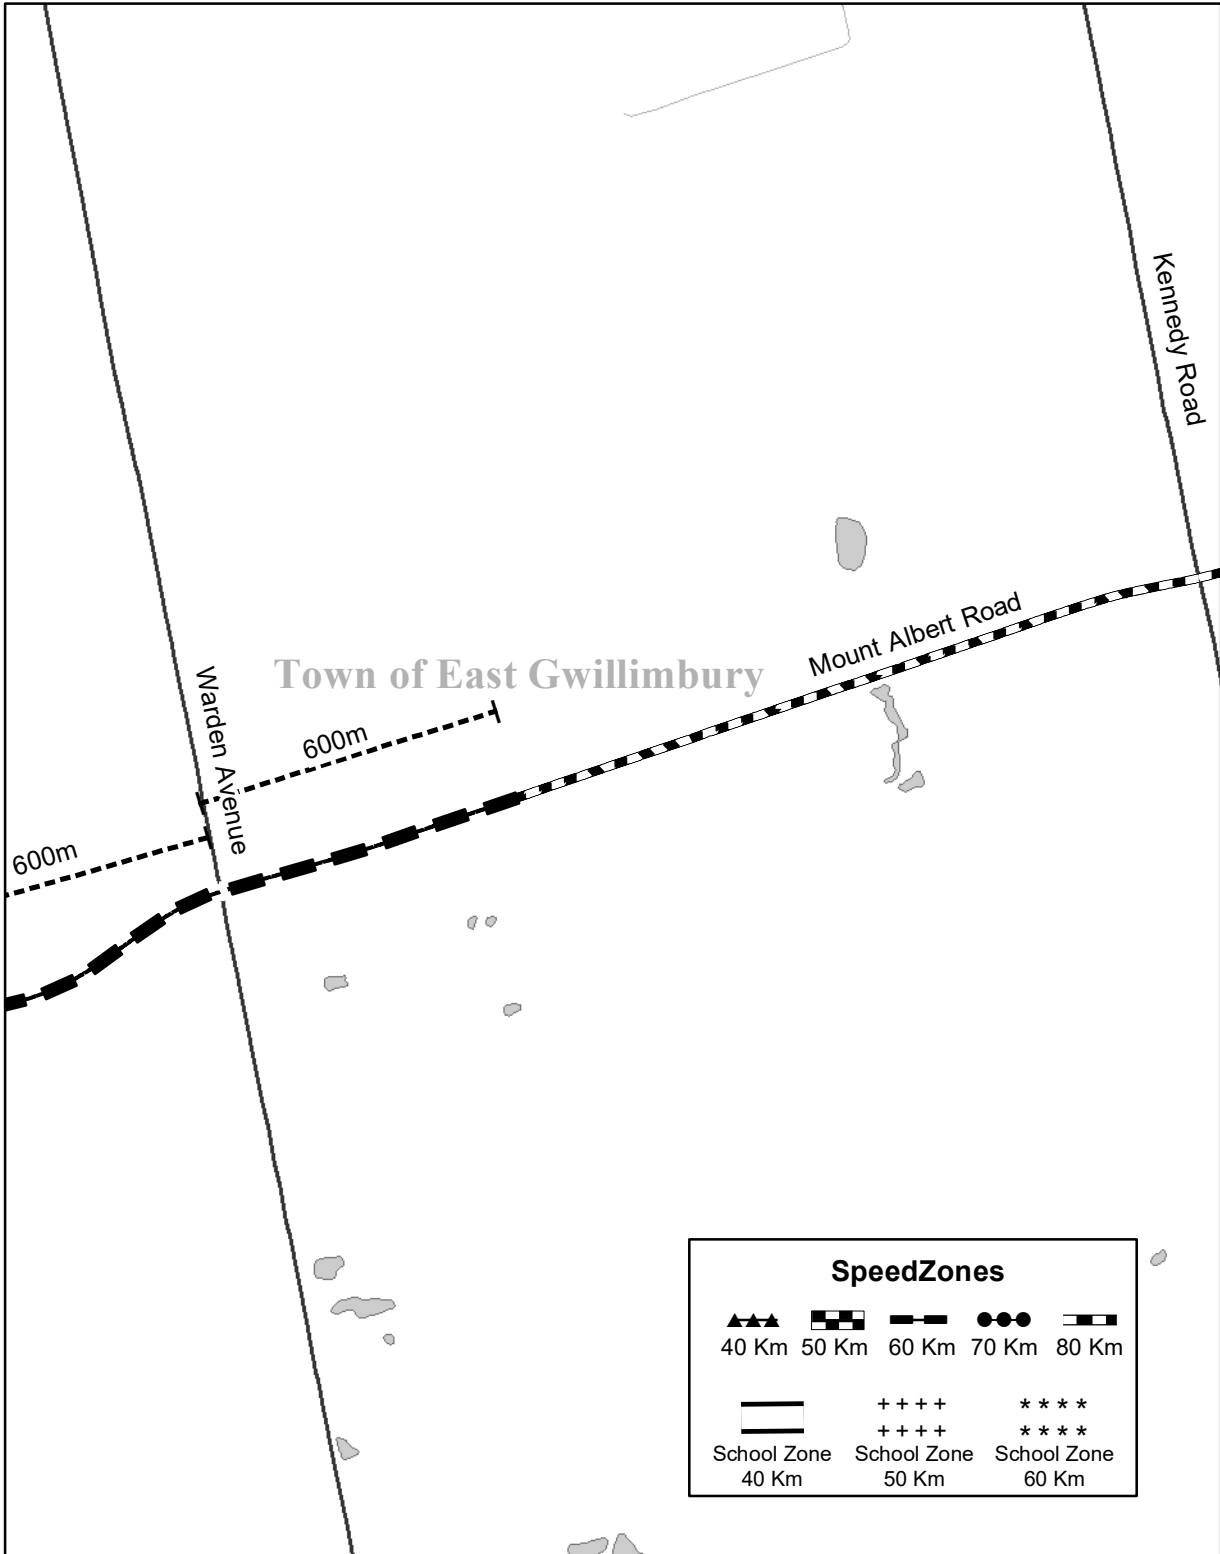 Kennedy Road
Mount Albert Road
Town of East Gwillimbury
Warden Avenue
600m
600m
SpeedZones
40 Km 50 Km 60 Km 70 Km 80 Km
+ + + + * * * *
+ + + + * * * *
School Zone School Zone School Zone
40 Km 50 Km 60 Km